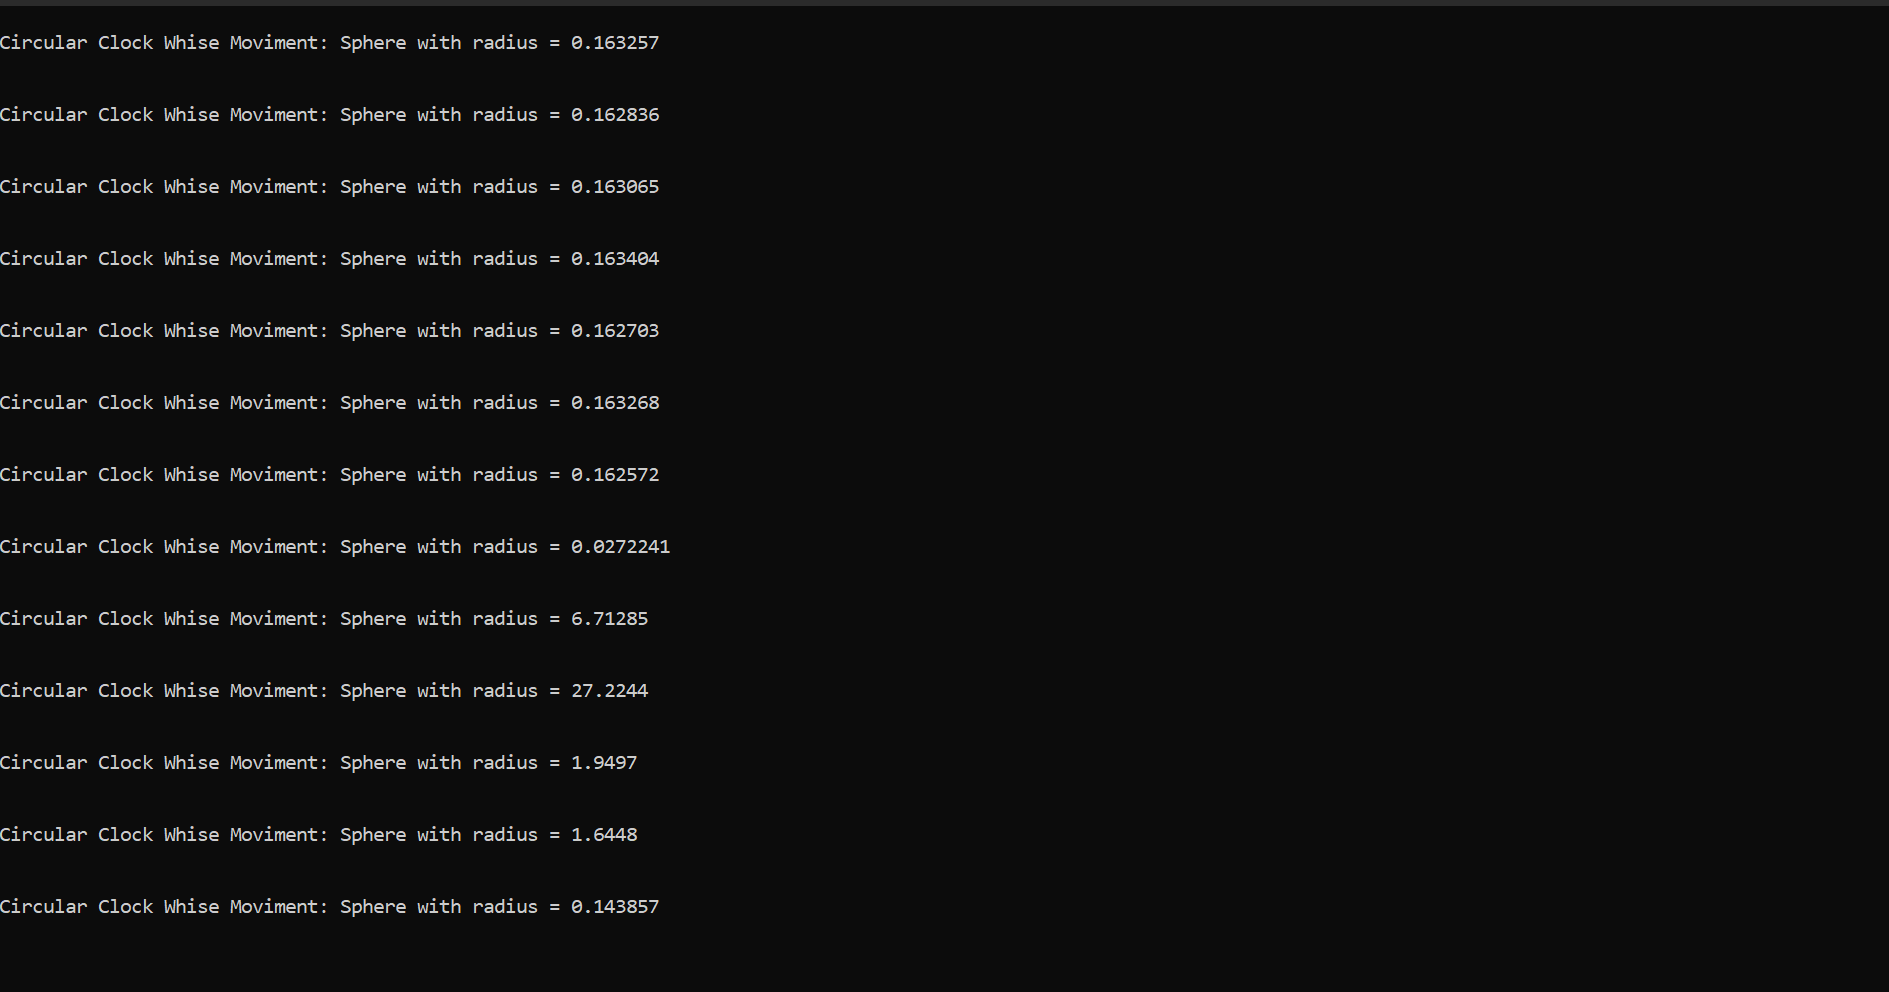 Circular Clock Whise Moviment: Sphere with radius = 0.163257
Circular Clock Whise Moviment: Sphere with radius = 0.162836
Circular Clock Whise Moviment: Sphere with radius = 0.163065
Circular Clock Whise Moviment: Sphere with radius = 0.163404
Circular Clock Whise Moviment: Sphere with radius = 0.162703
Circular Clock Whise Moviment: Sphere with radius = 0.163268
Circular Clock Whise Moviment: Sphere with radius = 0.162572
Circular Clock Whise Moviment: Sphere with radius = 0.0272241
Circular Clock Whise Moviment: Sphere with radius = 6.71285
Circular Clock Whise Moviment: Sphere with radius = 27.2244
Circular Clock Whise Moviment: Sphere with radius = 1.9497
Circular Clock Whise Moviment: Sphere with radius = 1.6448
Circular Clock Whise Moviment: Sphere with radius = 0.143857